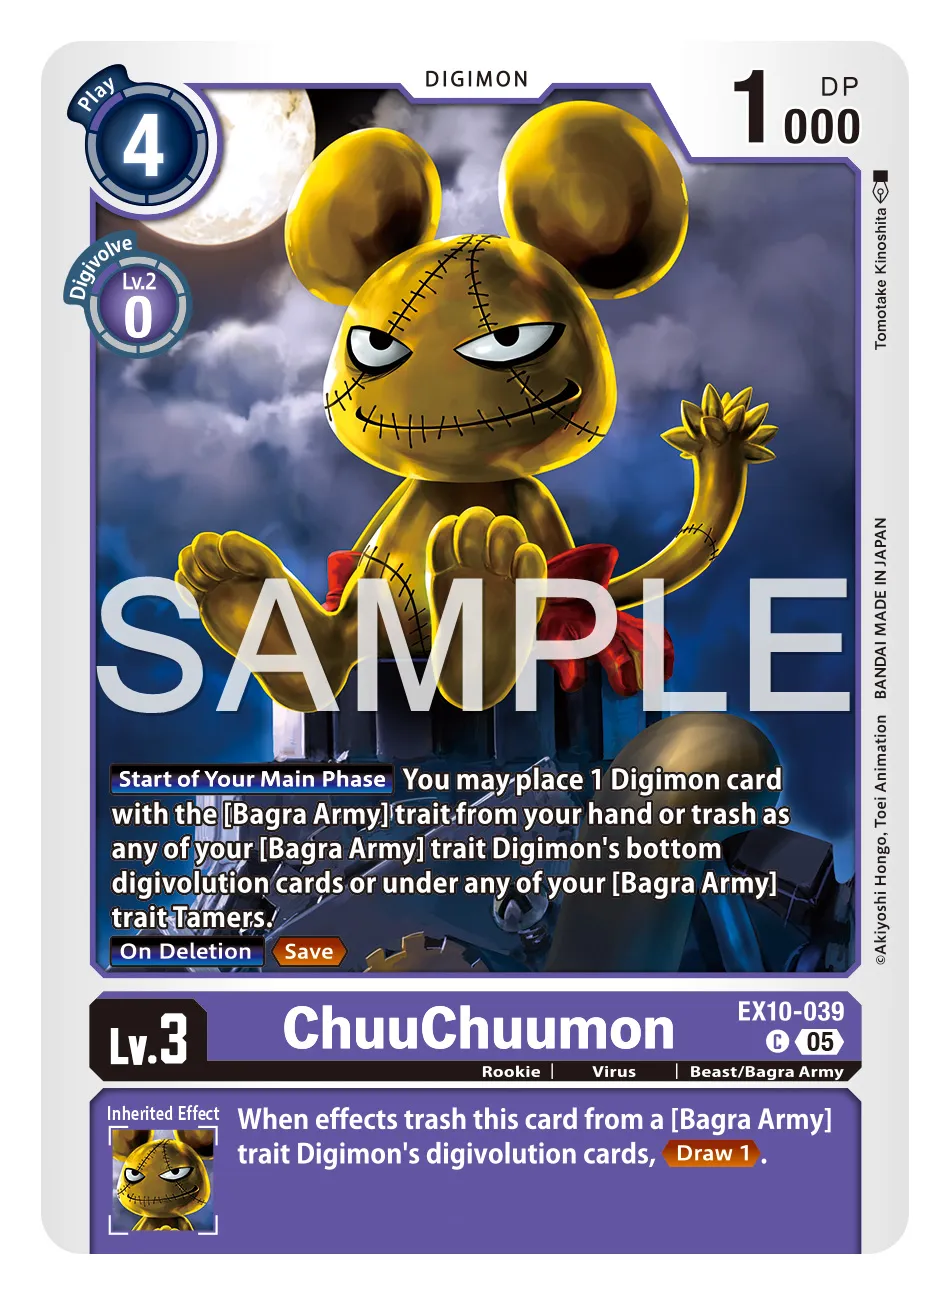 DIGIMON
Play
4
1000
DP
Digivolve
Lv.2
0
Tomotake Kinoshita
SAMPLE
BANDAI MADE IN JAPAN
©Akiyoshi Hongo, Toei Animation
Start of Your Main Phase You may place 1 Digimon card
with the [Bagra Army] trait from your hand or trash as
any of your [Bagra Army] trait Digimon's bottom
digivolution cards or under any of your [Bagra Army]
trait Tamers.
On Deletion Save
Lv.3
ChuuChuumon
EX10-039
C 05
Rookie | Virus | Beast/Bagra Army
Inherited Effect
When effects trash this card from a [Bagra Army]
trait Digimon's digivolution cards, Draw 1.